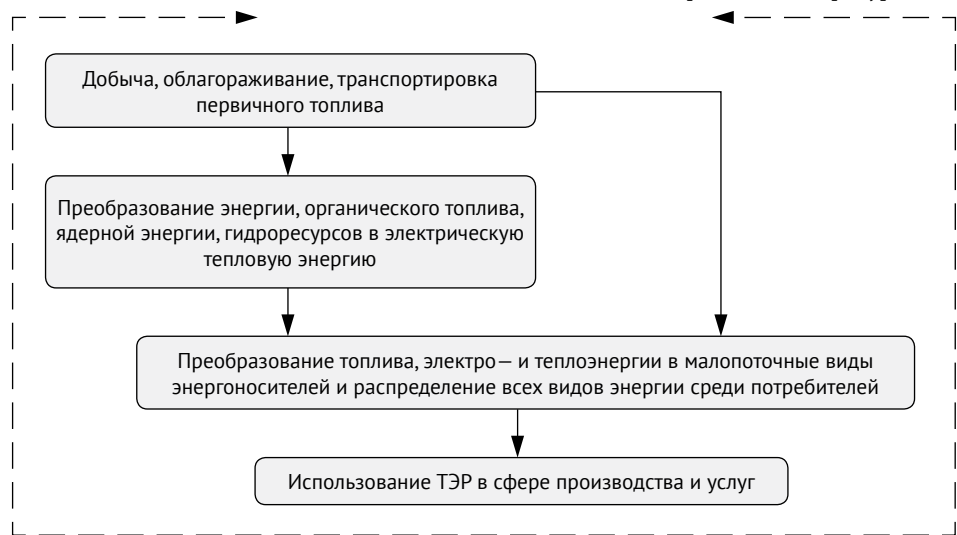 Добыча, облагораживание, транспортировка
первичного топлива
Преобразование энергии, органического топлива,
ядерной энергии, гидроресурсов в электрическую
тепловую энергию
Преобразование топлива, электро— и теплоэнергии в малопоточные виды
энергоносителей и распределение всех видов энергии среди потребителей
Использование ТЭР в сфере производства и услуг